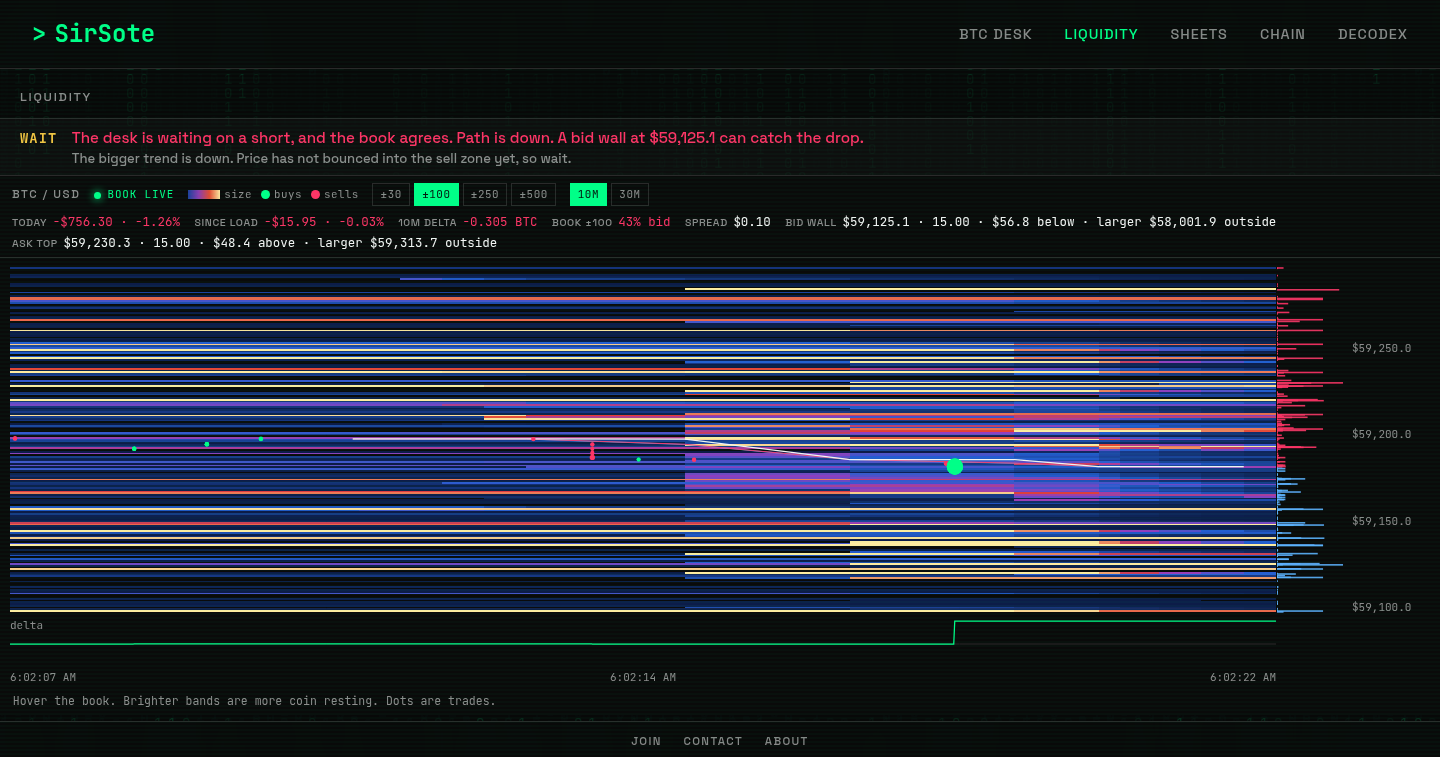 > SirSote
BTC DESK LIQUIDITY SHEETS CHAIN DECODEX
LIQUIDITY
WAIT The desk is waiting on a short, and the book agrees. Path is down. A bid wall at $59,125.1 can catch the drop.
The bigger trend is down. Price has not bounced into the sell zone yet, so wait.
BTC / USD BOOK LIVE size buys sells ±30 ±100 ±250 ±500 10M 30M
TODAY -$756.30 · -1.26% SINCE LOAD -$15.95 · -0.03% 10M DELTA -0.305 BTC BOOK ±100 43% bid SPREAD $0.10 BID WALL $59,125.1 · 15.00 · $56.8 below · larger $58,001.9 outside
ASK TOP $59,230.3 · 15.00 · $48.4 above · larger $59,313.7 outside
$59,250.0
$59,200.0
$59,150.0
$59,100.0
delta
6:02:07 AM 6:02:14 AM 6:02:22 AM
Hover the book. Brighter bands are more coin resting. Dots are trades.
JOIN CONTACT ABOUT